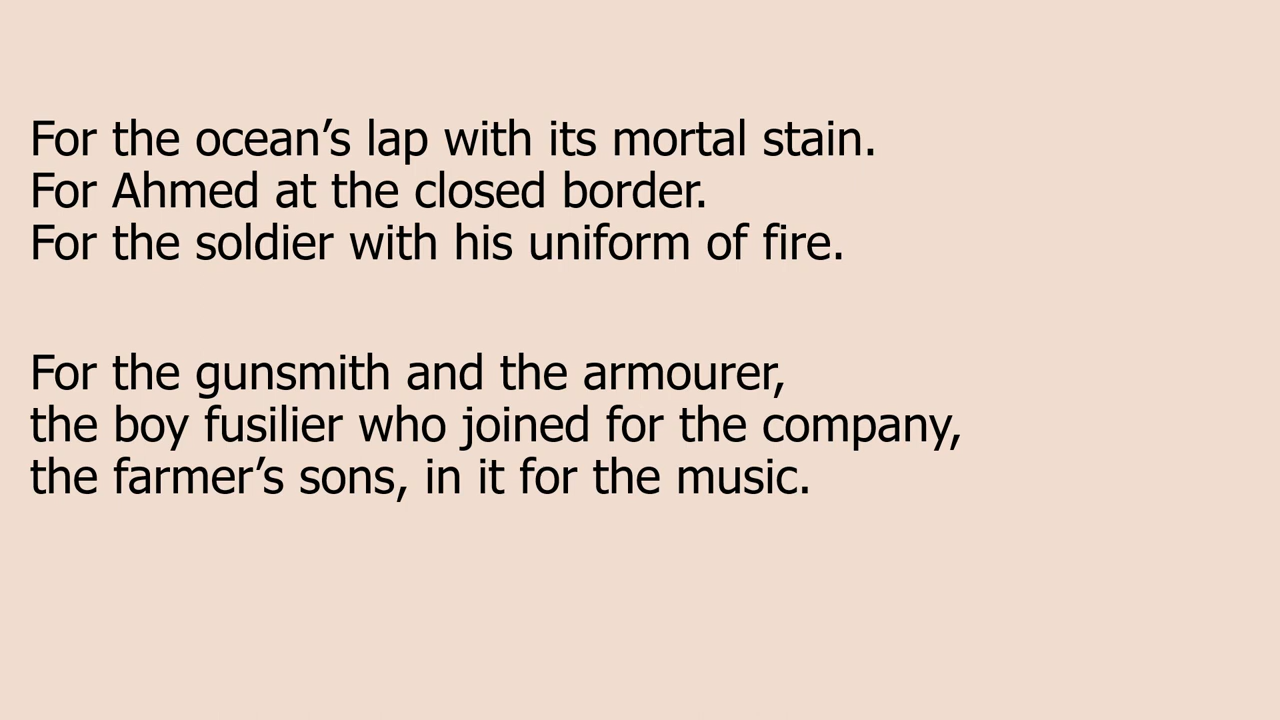 For the ocean’s lap with its mortal stain.
For Ahmed at the closed border.
For the soldier with his uniform of fire.
For the gunsmith and the armourer,
the boy fusilier who joined for the company,
the farmer’s sons, in it for the music.